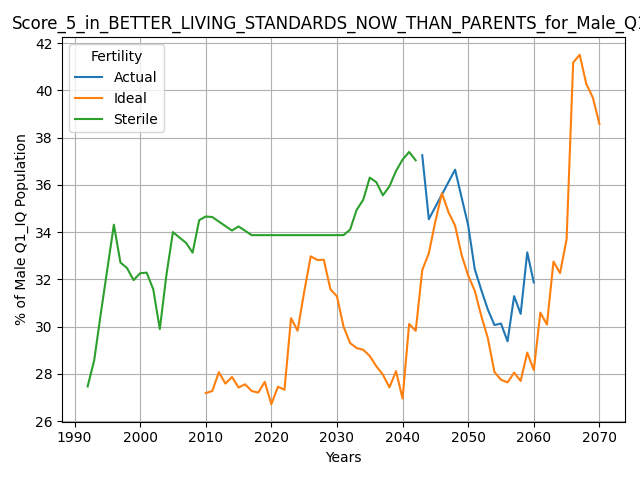 Score_5_in_BETTER_LIVING_STANDARDS_NOW_THAN_PARENTS_for_Male_Q1
Fertility
Actual
Ideal
Sterile
% of Male Q1_IQ Population
42
40
38
36
34
32
30
28
26
1990 2000 2010 2020 2030 2040 2050 2060 2070
Years